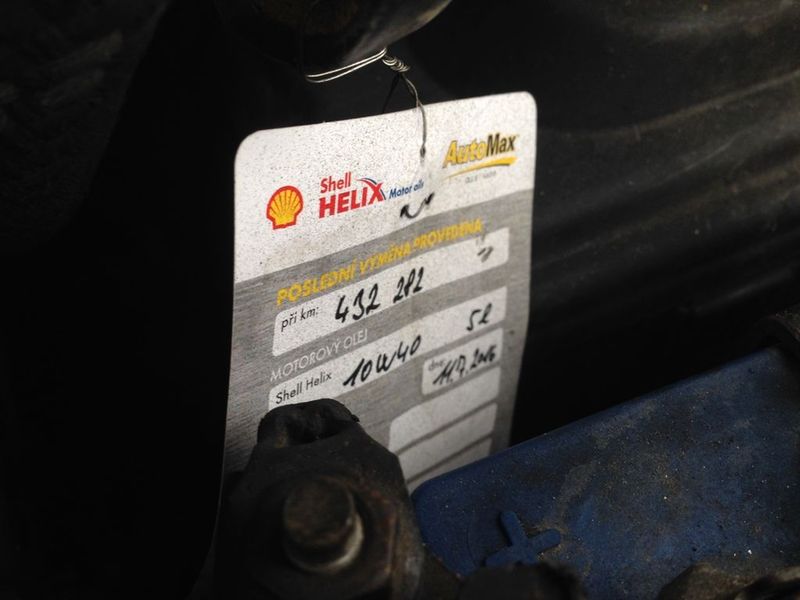 Shell
HELIX Motor oils
AutoMax
POSLEDNÍ VÝMĚNA PROVEDENA
při km: 432 282
MOTOROVÝ OLEJ
Shell Helix 10W40 5l
dne: 11.7.2016